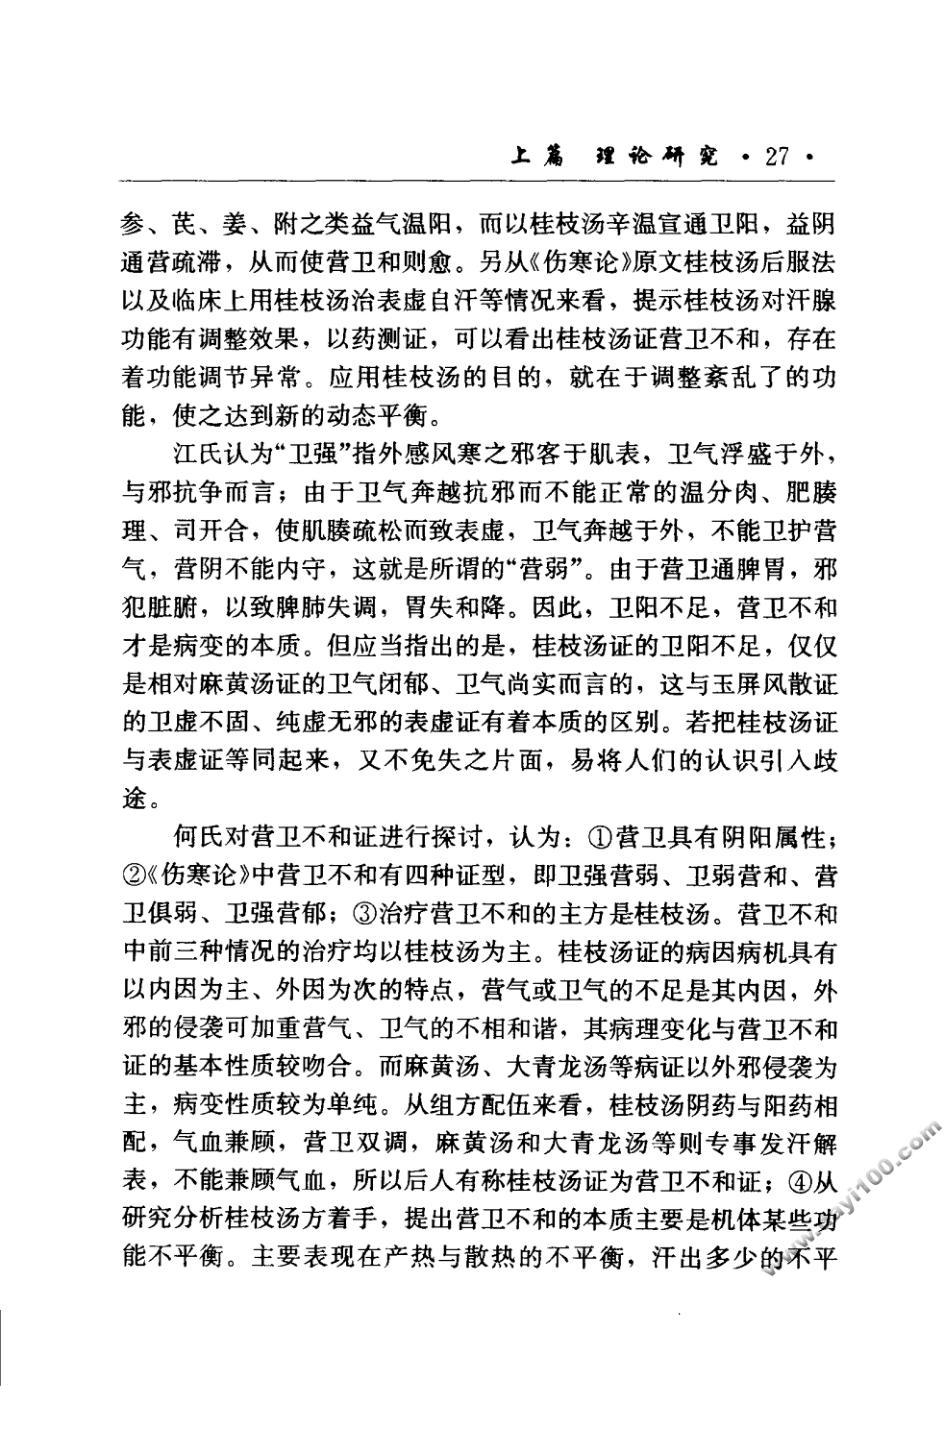 上篇 理论研究 · 27 ·
参、芪、姜、附之类益气温阳，而以桂枝汤辛温宣通卫阳，益阴
通营疏滞，从而使营卫和则愈。另从《伤寒论》原文桂枝汤后服法
以及临床上用桂枝汤治表虚自汗等情况来看，提示桂枝汤对汗腺
功能有调整效果，以药测证，可以看出桂枝汤证营卫不和，存在
着功能调节异常。应用桂枝汤的目的，就在于调整紊乱了的功
能，使之达到新的动态平衡。
江氏认为“卫强”指外感风寒之邪客于肌表，卫气浮盛于外，
与邪抗争而言；由于卫气奔越抗邪而不能正常的温分肉、肥腠
理、司开合，使肌腠疏松而致表虚，卫气奔越于外，不能卫护营
气，营阴不能内守，这就是所谓的“营弱”。由于营卫通脾胃，邪
犯脏腑，以致脾肺失调，胃失和降。因此，卫阳不足，营卫不和
才是病变的本质。但应当指出的是，桂枝汤证的卫阳不足，仅仅
是相对麻黄汤证的卫气闭郁、卫气尚实而言的，这与玉屏风散证
的卫虚不固、纯虚无邪的表虚证有着本质的区别。若把桂枝汤证
与表虚证等同起来，又不免失之片面，易将人们的认识引入歧
途。
何氏对营卫不和证进行探讨，认为：①营卫具有阴阳属性；
②《伤寒论》中营卫不和有四种证型，即卫强营弱、卫弱营和、营
卫俱弱、卫强营郁；③治疗营卫不和的主方是桂枝汤。营卫不和
中前三种情况的治疗均以桂枝汤为主。桂枝汤证的病因病机具有
以内因为主、外因为次的特点，营气或卫气的不足是其内因，外
邪的侵袭可加重营气、卫气的不相和谐，其病理变化与营卫不和
证的基本性质较吻合。而麻黄汤、大青龙汤等病证以外邪侵袭为
主，病变性质较为单纯。从组方配伍来看，桂枝汤阴药与阳药相
配，气血兼顾，营卫双调，麻黄汤和大青龙汤等则专事发汗解
表，不能兼顾气血，所以后人有称桂枝汤证为营卫不和证；④从
研究分析桂枝汤方着手，提出营卫不和的本质主要是机体某些功
能不平衡。主要表现在产热与散热的不平衡，汗出多少的不平